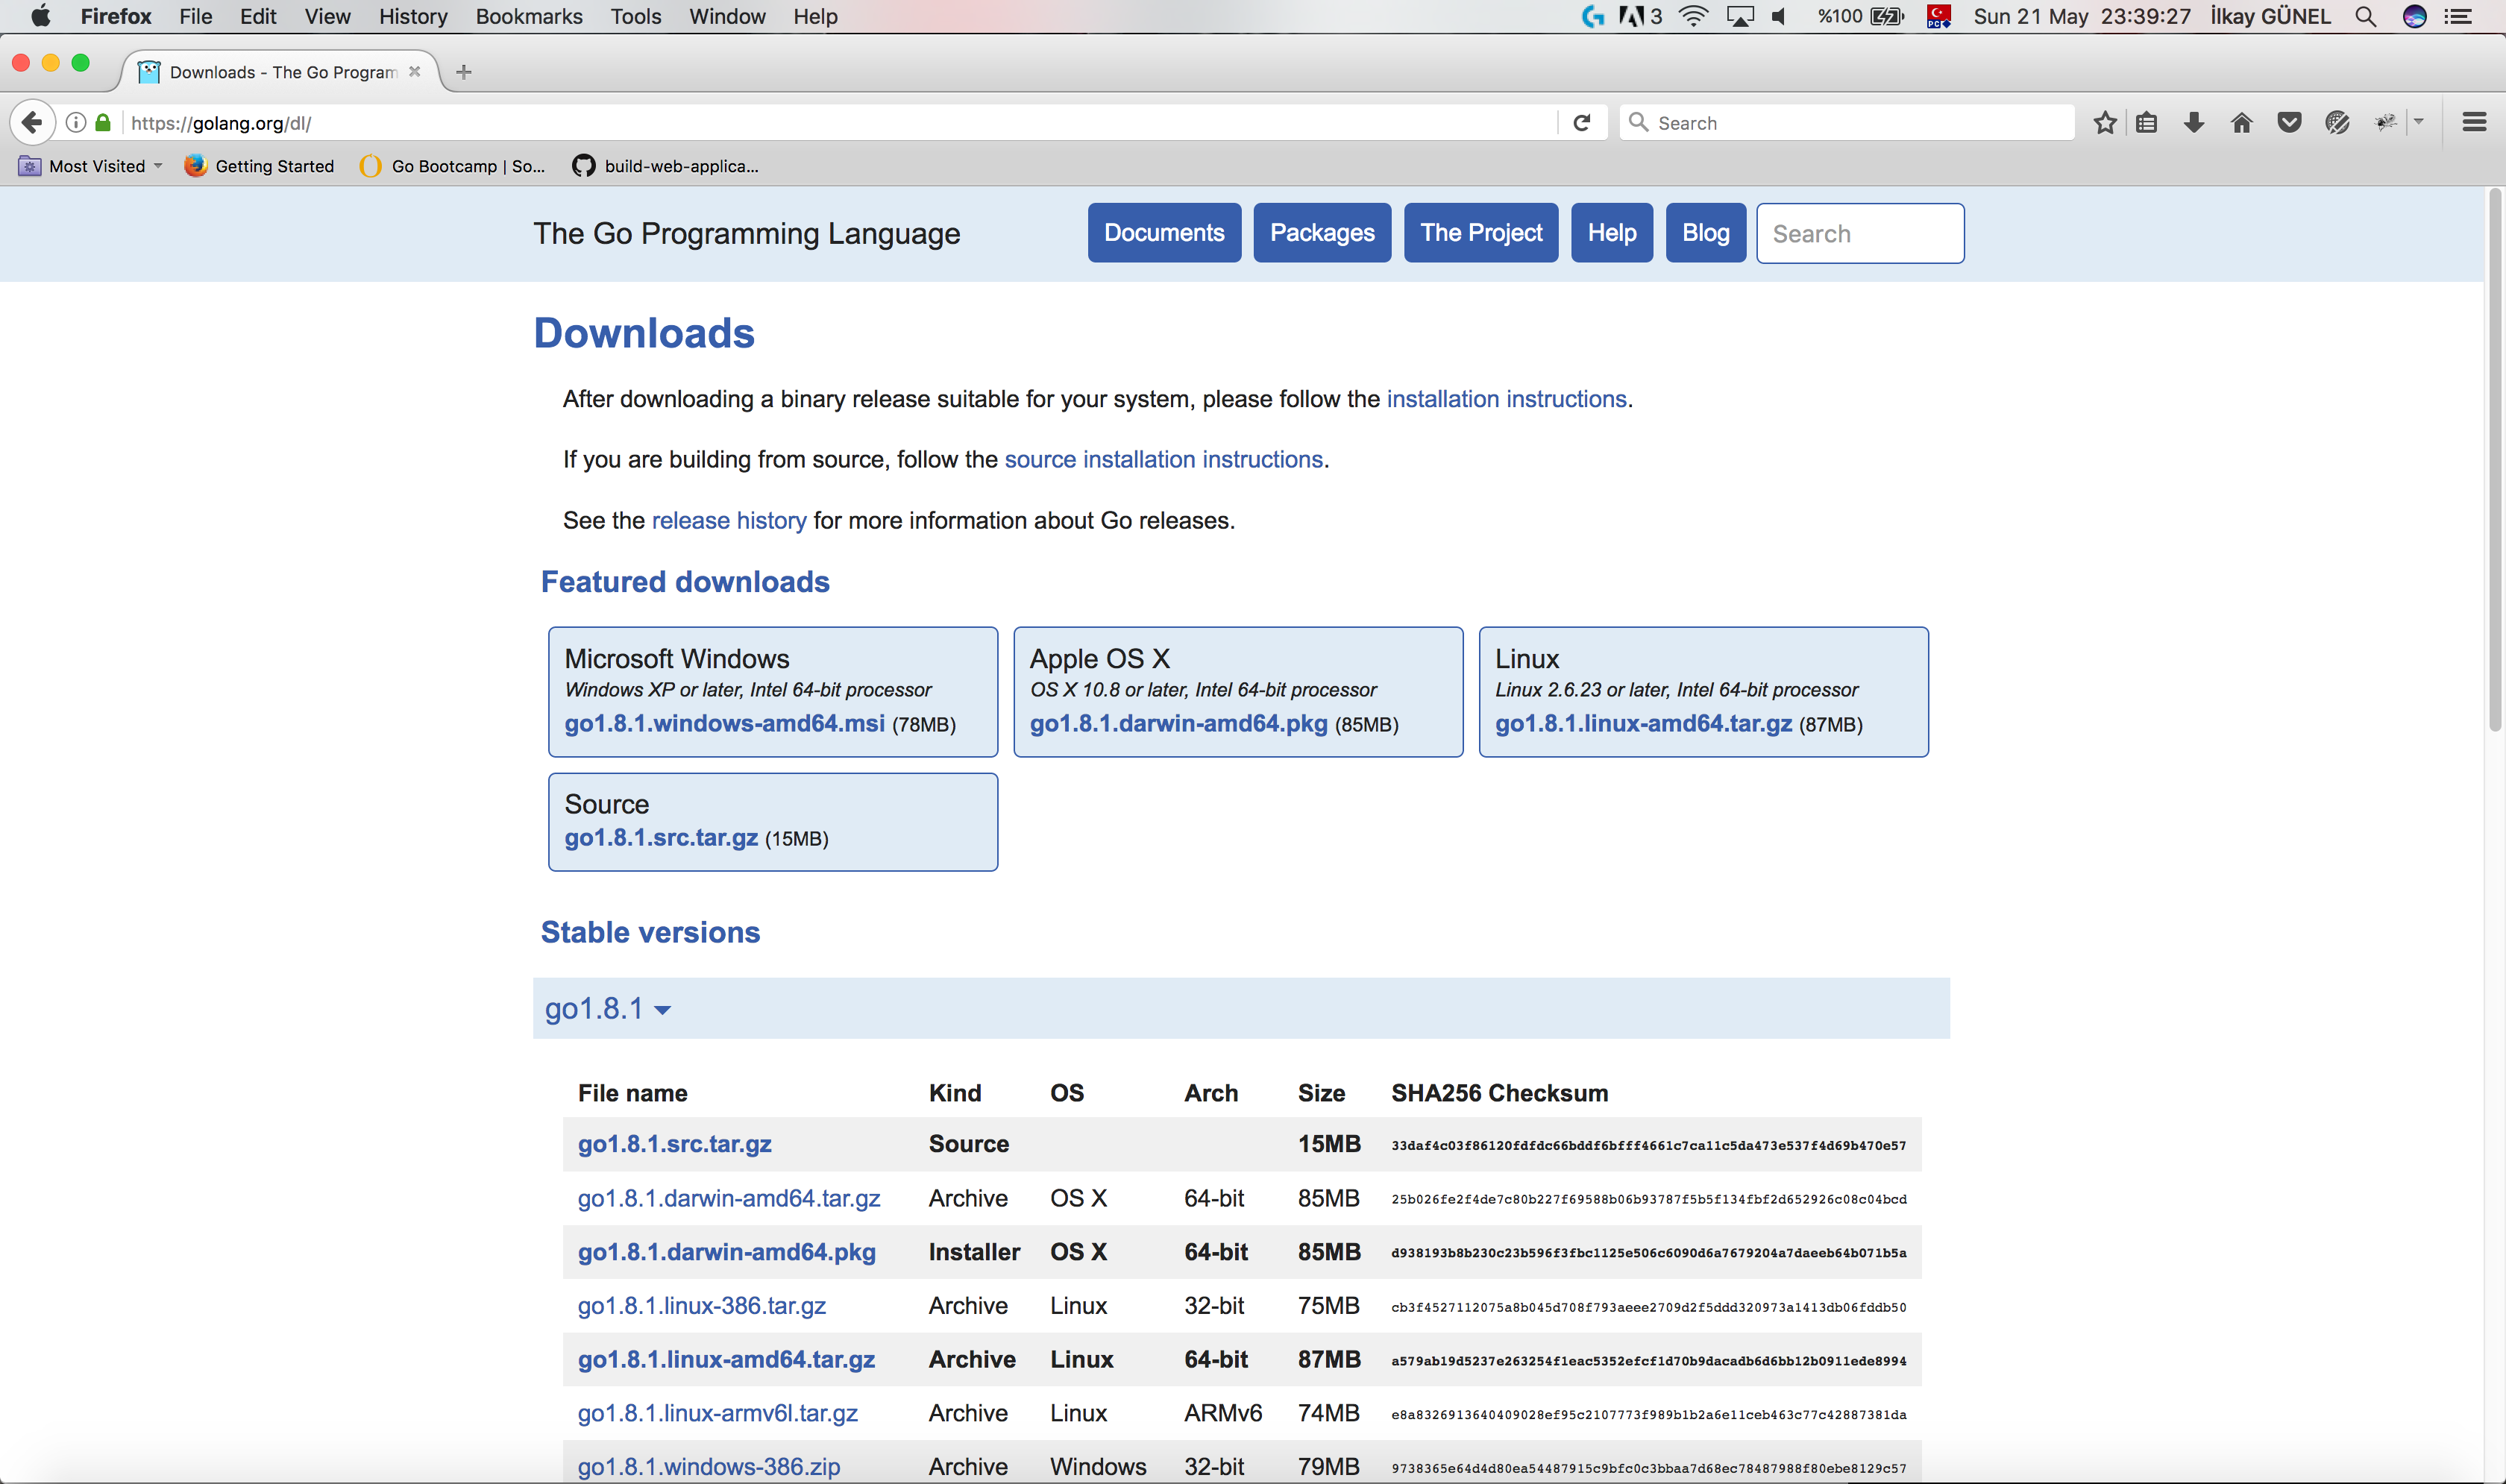 Firefox File Edit View History Bookmarks Tools Window Help 3 %100 Sun 21 May 23:39:27 İlkay GÜNEL
Downloads - The Go Program
https://golang.org/dl/ Search
Most Visited Getting Started Go Bootcamp | So... build-web-applica...
The Go Programming Language Documents Packages The Project Help Blog Search
Downloads
After downloading a binary release suitable for your system, please follow the installation instructions.
If you are building from source, follow the source installation instructions.
See the release history for more information about Go releases.
Featured downloads
Microsoft Windows
Windows XP or later, Intel 64-bit processor
go1.8.1.windows-amd64.msi (78MB)
Apple OS X
OS X 10.8 or later, Intel 64-bit processor
go1.8.1.darwin-amd64.pkg (85MB)
Linux
Linux 2.6.23 or later, Intel 64-bit processor
go1.8.1.linux-amd64.tar.gz (87MB)
Source
go1.8.1.src.tar.gz (15MB)
Stable versions
go1.8.1
File name Kind OS Arch Size SHA256 Checksum
go1.8.1.src.tar.gz Source 15MB 33daf4c03f86120fdfdc66bddf6bfff4661c7ca11c5da473e537f4d69b470e57
go1.8.1.darwin-amd64.tar.gz Archive OS X 64-bit 85MB 25b026fe2f4de7c80b227f69588b06b93787f5b5f134fbf2d652926c08c04bcd
go1.8.1.darwin-amd64.pkg Installer OS X 64-bit 85MB d938193b8b230c23b596f3fbc1125e506c6090d6a7679204a7daeeb64b071b5a
go1.8.1.linux-386.tar.gz Archive Linux 32-bit 75MB cb3f4527112075a8b045d708f793aeee2709d2f5ddd320973a1413db06fddb50
go1.8.1.linux-amd64.tar.gz Archive Linux 64-bit 87MB a579ab19d5237e263254f1eac5352efcf1d70b9dacadb6d6bb12b0911ede8994
go1.8.1.linux-armv6l.tar.gz Archive Linux ARMv6 74MB e8a8326913640409028ef95c2107773f989b1b2a6e11ceb463c77c42887381da
go1.8.1.windows-386.zip Archive Windows 32-bit 79MB 9738365e64d4d80ea54487915c9bfc0c3bbaa7d68ec78487988f80ebe8129c57